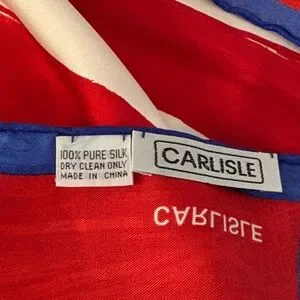 100% PURE SILK
DRY CLEAN ONLY
MADE IN CHINA
CARLISLE
CARLISLE